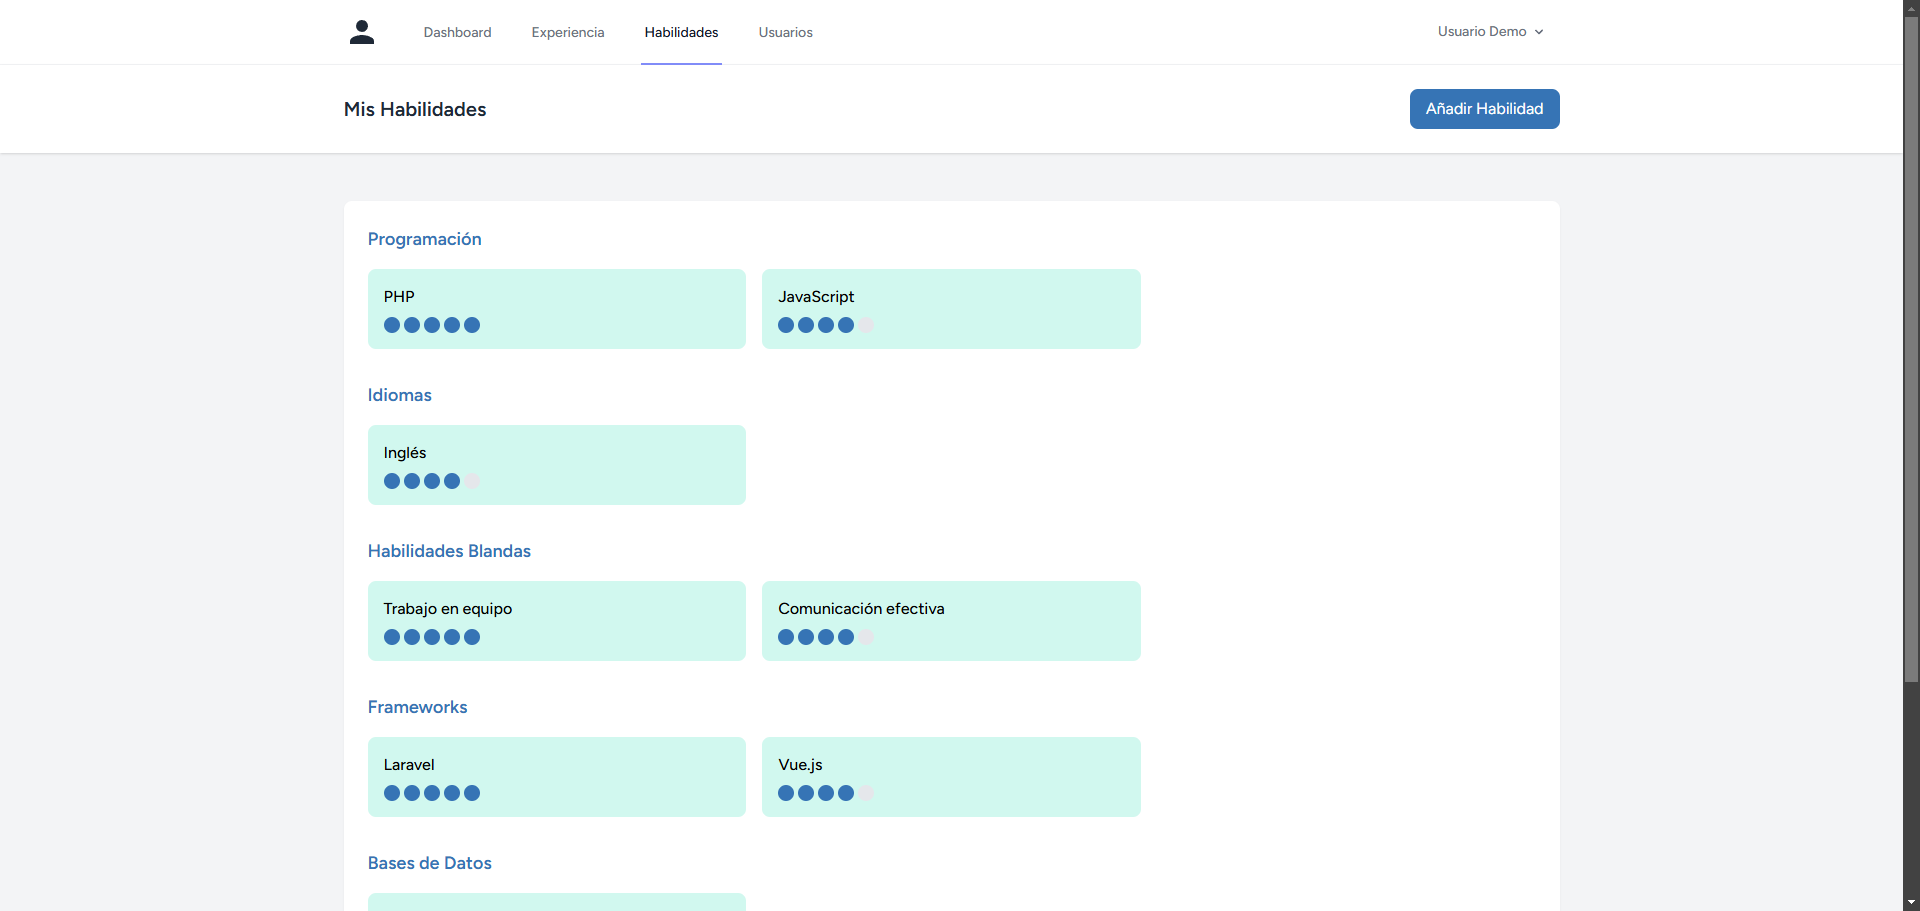 Dashboard Experiencia Habilidades Usuarios Usuario Demo
Mis Habilidades Añadir Habilidad
Programación
PHP JavaScript
Idiomas
Inglés
Habilidades Blandas
Trabajo en equipo Comunicación efectiva
Frameworks
Laravel Vue.js
Bases de Datos